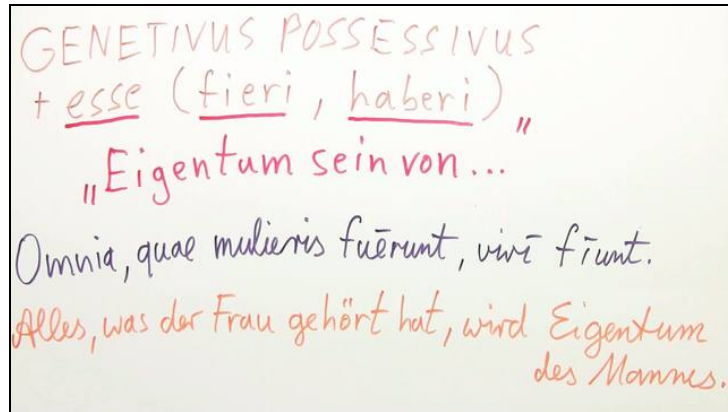 GENETIVUS POSSESSIVUS
+ esse (fieri, haberi)
„Eigentum sein von..."
Omnia, quae mulieris fuērunt, virī fīunt.
Alles, was der Frau gehört hat, wird Eigentum
des Mannes.